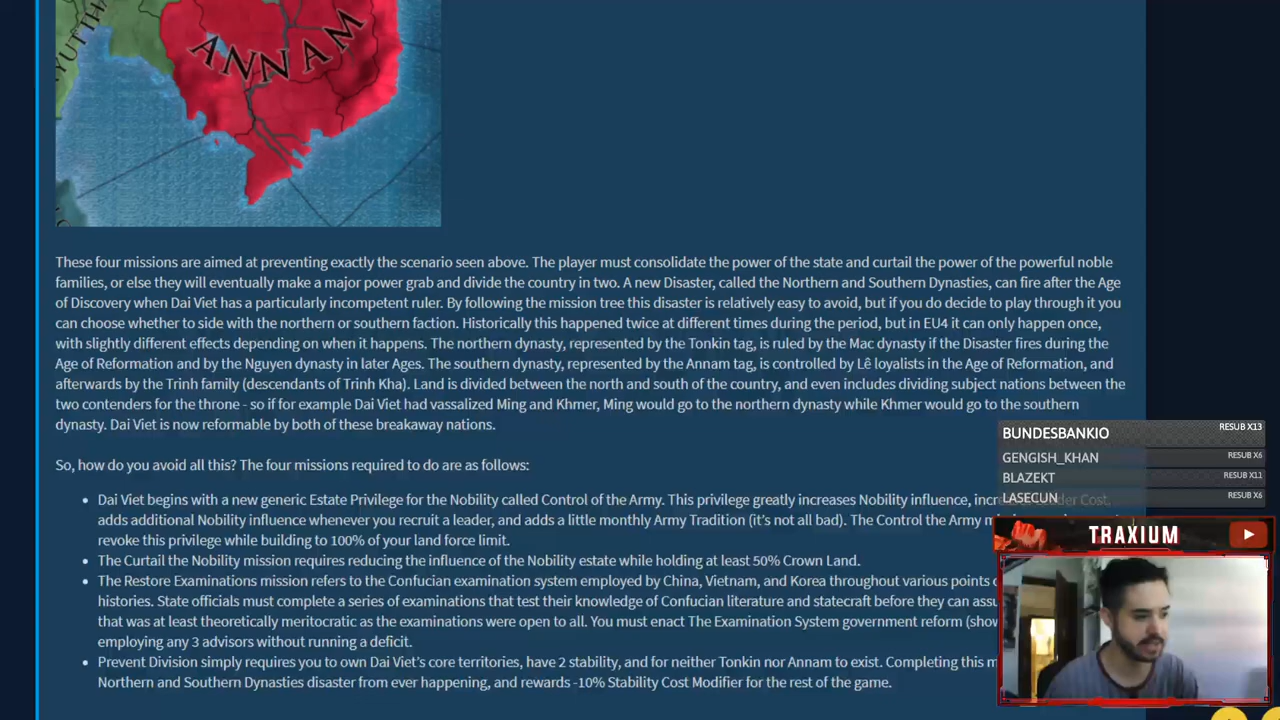 YUTTHA
ANNAM
These four missions are aimed at preventing exactly the scenario seen above. The player must consolidate the power of the state and curtail the power of the powerful noble
families, or else they will eventually make a major power grab and divide the country in two. A new Disaster, called the Northern and Southern Dynasties, can fire after the Age
of Discovery when Dai Viet has a particularly incompetent ruler. By following the mission tree this disaster is relatively easy to avoid, but if you do decide to play through it you
can choose whether to side with the northern or southern faction. Historically this happened twice at different times during the period, but in EU4 it can only happen once,
with slightly different effects depending on when it happens. The northern dynasty, represented by the Tonkin tag, is ruled by the Mac dynasty if the Disaster fires during the
Age of Reformation and by the Nguyen dynasty in later Ages. The southern dynasty, represented by the Annam tag, is controlled by Lê loyalists in the Age of Reformation, and
afterwards by the Trinh family (descendants of Trinh Kha). Land is divided between the north and south of the country, and even includes dividing subject nations between the
two contenders for the throne - so if for example Dai Viet had vassalized Ming and Khmer, Ming would go to the northern dynasty while Khmer would go to the southern
dynasty. Dai Viet is now reformable by both of these breakaway nations.
So, how do you avoid all this? The four missions required to do are as follows:
• Dai Viet begins with a new generic Estate Privilege for the Nobility called Control of the Army. This privilege greatly increases Nobility influence, Cost,
adds additional Nobility influence whenever you recruit a leader, and adds a little monthly Army Tradition (it's not all bad). The Control the Army
revoke this privilege while building to 100% of your land force limit.
• The Curtail the Nobility mission requires reducing the influence of the Nobility estate while holding at least 50% Crown Land.
• The Restore Examinations mission refers to the Confucian examination system employed by China, Vietnam, and Korea throughout various points
histories. State officials must complete a series of examinations that test their knowledge of Confucian literature and statecraft before they can
that was at least theoretically meritocratic as the examinations were open to all. You must enact The Examination System government reform
employing any 3 advisors without running a deficit.
• Prevent Division simply requires you to own Dai Viet's core territories, have 2 stability, and for neither Tonkin nor Annam to exist. Completing this
Northern and Southern Dynasties disaster from ever happening, and rewards -10% Stability Cost Modifier for the rest of the game.
BUNDESBANKIO RESUB X13
GENGISH_KHAN RESUB X6
BLAZEKT RESUB X11
LASECUN RESUB X6
TRAXIUM